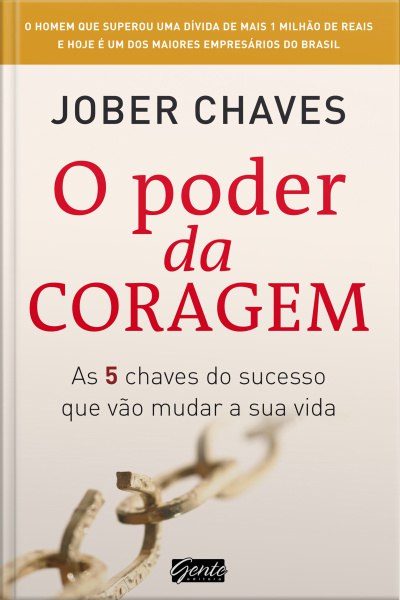 O HOMEM QUE SUPEROU UMA DÍVIDA DE MAIS 1 MILHÃO DE REAIS
E HOJE É UM DOS MAIORES EMPRESÁRIOS DO BRASIL
JOBER CHAVES
O poder
da
CORAGEM
As 5 chaves do sucesso
que vão mudar a sua vida
Gente
editora